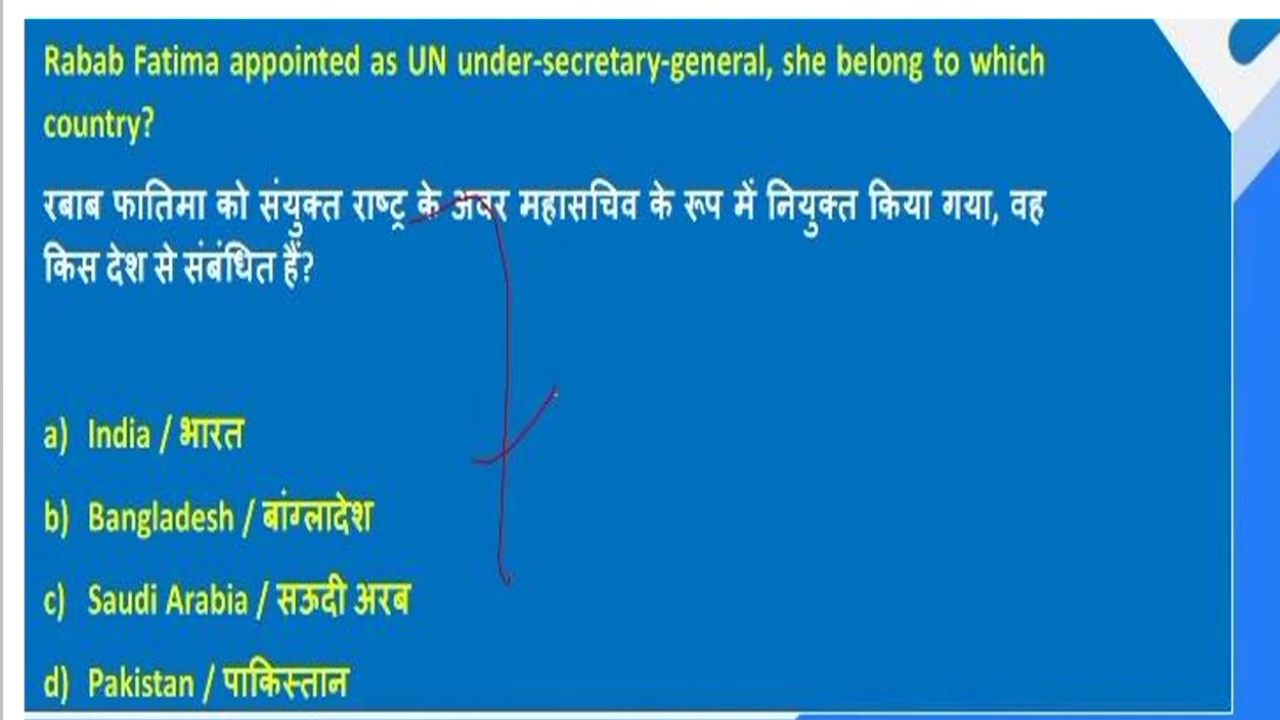 Rabab Fatima appointed as UN under-secretary-general, she belong to which
country?
रबाब फातिमा को संयुक्त राष्ट्र के अवर महासचिव के रूप में नियुक्त किया गया, वह
किस देश से संबंधित हैं?
a) India / भारत
b) Bangladesh / बांग्लादेश
c) Saudi Arabia / सऊदी अरब
d) Pakistan / पाकिस्तान